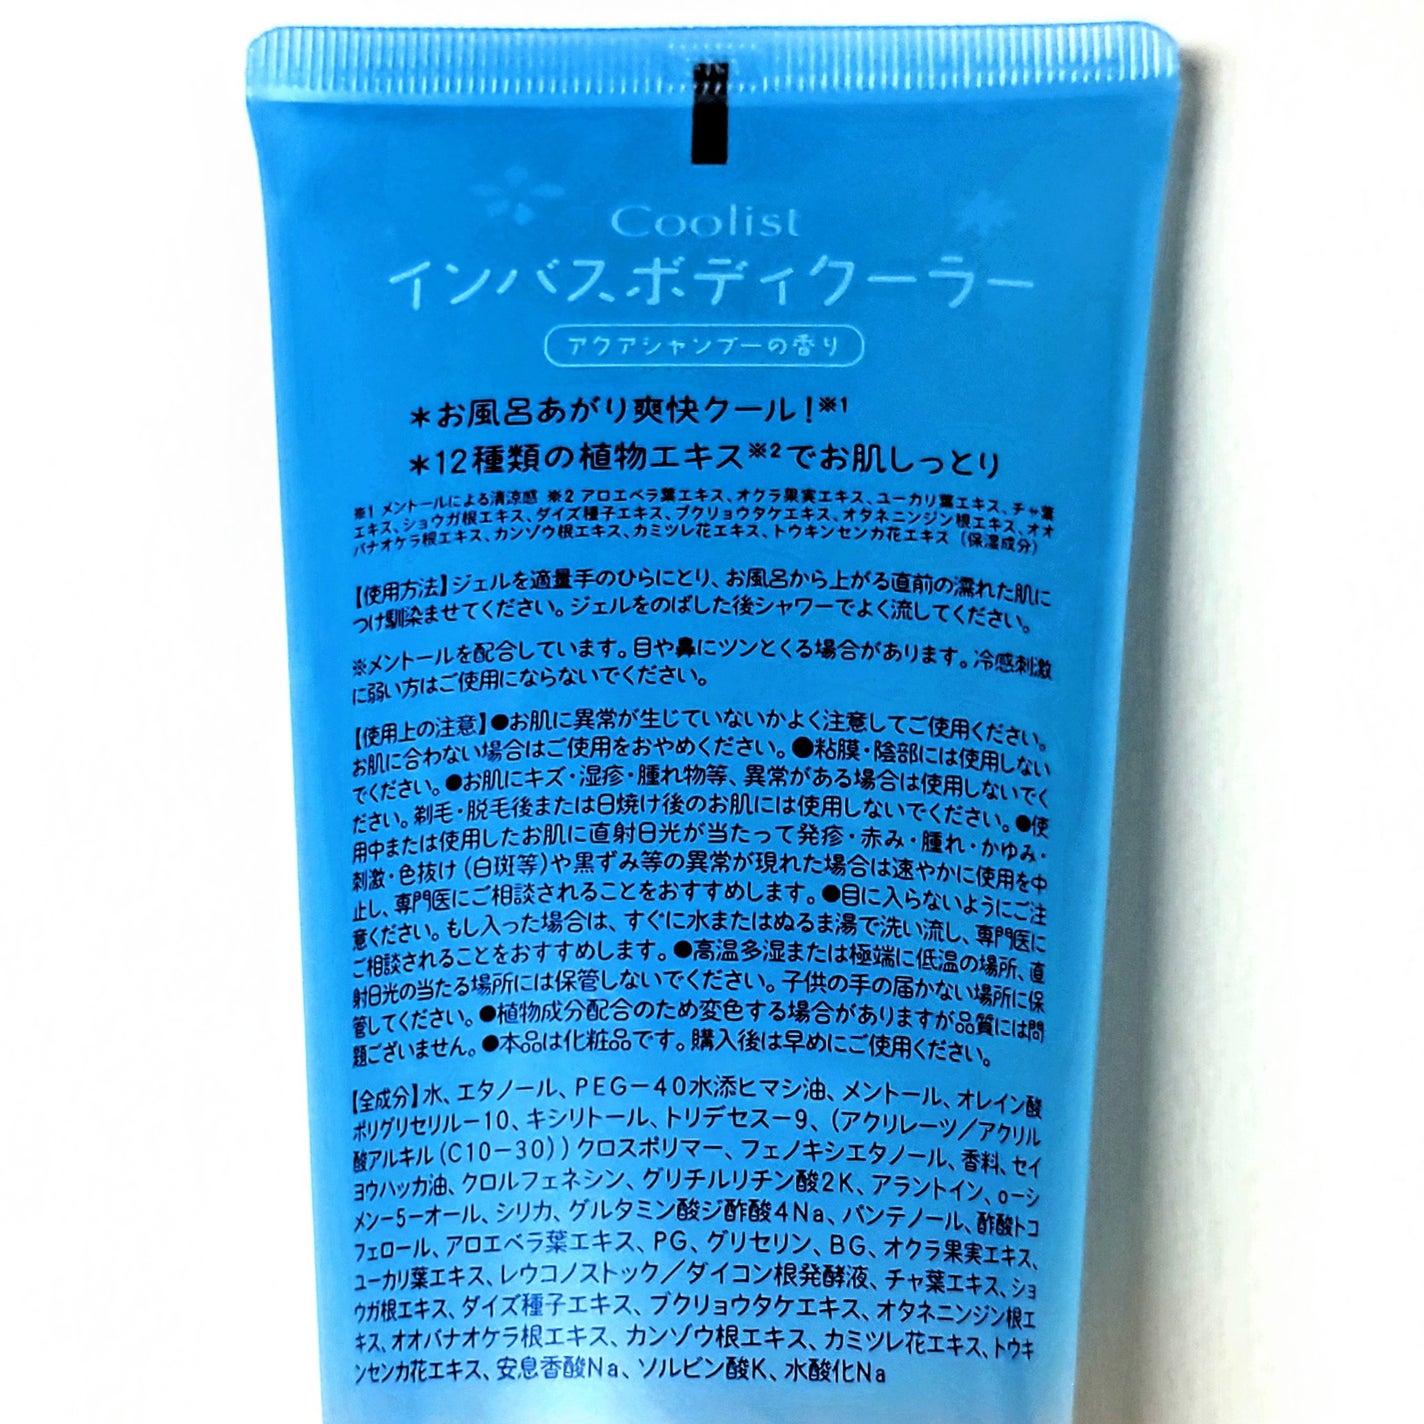 Coolist
インバスボディクーラー
アクアシャンプーの香り
＊お風呂あがり爽快クール！※1
＊12種類の植物エキス※2でお肌しっとり
※1 メントールによる清涼感 ※2 アロエベラ葉エキス、オクラ果実エキス、ユーカリ葉エキス、チャ葉
エキス、ショウガ根エキス、ダイズ種子エキス、ブクリョウタケエキス、オタネニンジン根エキス、オオ
バナオケラ根エキス、カンゾウ根エキス、カミツレ花エキス、トウキンセンカ花エキス（保湿成分）
【使用方法】ジェルを適量手のひらにとり、お風呂から上がる直前の濡れた肌に
つけ馴染ませてください。ジェルをのばした後シャワーでよく流してください。
※メントールを配合しています。目や鼻にツンとくる場合があります。冷感刺激
に弱い方はご使用にならないでください。
【使用上の注意】●お肌に異常が生じていないかよく注意してご使用ください。
お肌に合わない場合はご使用をおやめください。●粘膜・陰部には使用しない
でください。●お肌にキズ・湿疹・腫れ物等、異常がある場合は使用しないでく
ださい。剃毛・脱毛後または日焼け後のお肌には使用しないでください。●使
用中または使用したお肌に直射日光が当たって発疹・赤み・腫れ・かゆみ・
刺激・色抜け（白斑等）や黒ずみ等の異常が現れた場合は速やかに使用を中
止し、専門医にご相談されることをおすすめします。●目に入らないようにご注
意ください。もし入った場合は、すぐに水またはぬるま湯で洗い流し、専門医に
ご相談されることをおすすめします。●高温多湿または極端に低温の場所、直
射日光の当たる場所には保管しないでください。子供の手の届かない場所に保
管してください。●植物成分配合のため変色する場合がありますが品質には問
題ございません。●本品は化粧品です。購入後は早めにご使用ください。
【全成分】水、エタノール、PEG－40水添ヒマシ油、メントール、オレイン酸
ポリグリセリル－10、キシリトール、トリデセス－9、（アクリレーツ／アクリル
酸アルキル（C10－30））クロスポリマー、フェノキシエタノール、香料、セイ
ヨウハッカ油、クロルフェネシン、グリチルリチン酸2K、アラントイン、o－シ
メン－5－オール、シリカ、グルタミン酸ジ酢酸4Na、パンテノール、酢酸トコ
フェロール、アロエベラ葉エキス、PG、グリセリン、BG、オクラ果実エキス、
ユーカリ葉エキス、レウコノストック／ダイコン根発酵液、チャ葉エキス、ショ
ウガ根エキス、ダイズ種子エキス、ブクリョウタケエキス、オタネニンジン根エ
キス、オオバナオケラ根エキス、カンゾウ根エキス、カミツレ花エキス、トウキ
ンセンカ花エキス、安息香酸Na、ソルビン酸K、水酸化Na